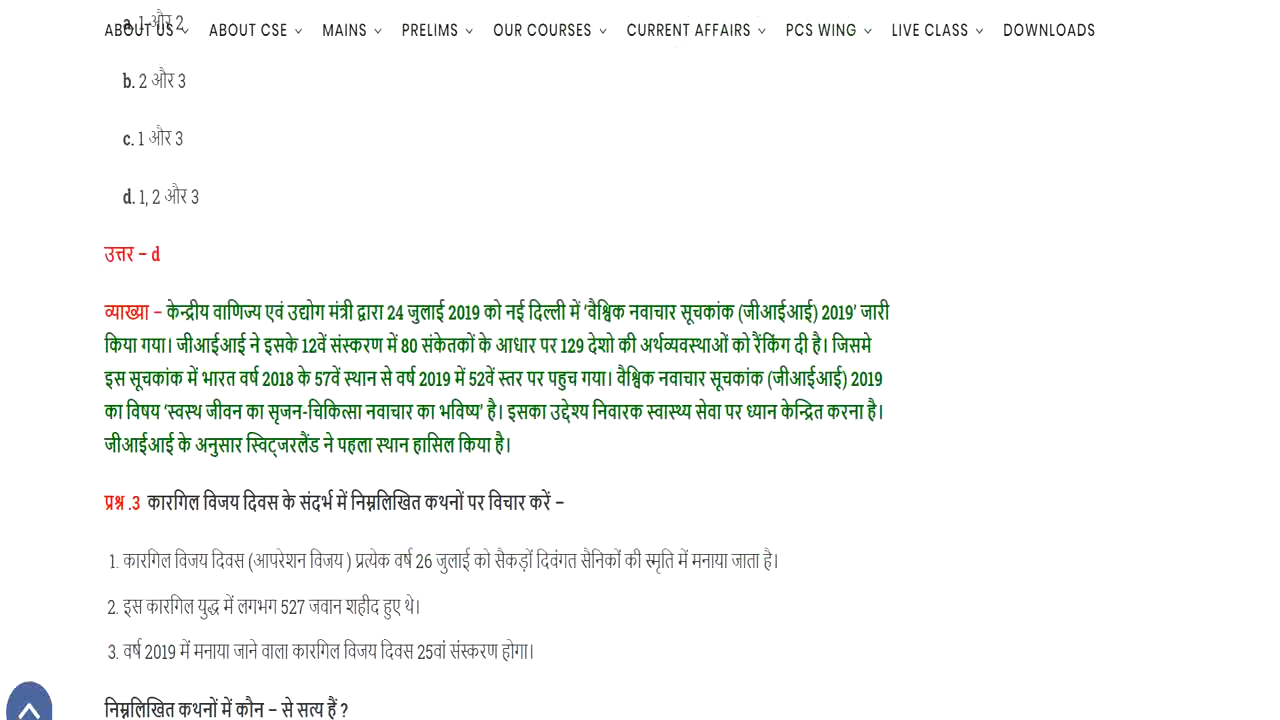 a. 1 और 2
ABOUT US ABOUT CSE MAINS PRELIMS OUR COURSES CURRENT AFFAIRS PCS WING LIVE CLASS DOWNLOADS
b. 2 और 3
c. 1 और 3
d. 1, 2 और 3
उत्तर – d
व्याख्या – केन्द्रीय वाणिज्य एवं उद्योग मंत्री द्वारा 24 जुलाई 2019 को नई दिल्ली में 'वैश्विक नवाचार सूचकांक (जीआईआई) 2019' जारी
किया गया। जीआईआई ने इसके 12वें संस्करण में 80 संकेतकों के आधार पर 129 देशो की अर्थव्यवस्थाओं को रैंकिंग दी है। जिसमे
इस सूचकांक में भारत वर्ष 2018 के 57वें स्थान से वर्ष 2019 में 52वें स्तर पर पहुच गया। वैश्विक नवाचार सूचकांक (जीआईआई) 2019
का विषय 'स्वस्थ जीवन का सृजन-चिकित्सा नवाचार का भविष्य' है। इसका उद्देश्य निवारक स्वास्थ्य सेवा पर ध्यान केन्द्रित करना है।
जीआईआई के अनुसार स्विट्जरलैंड ने पहला स्थान हासिल किया है।
प्रश्न .3 कारगिल विजय दिवस के संदर्भ में निम्नलिखित कथनों पर विचार करें –
1. कारगिल विजय दिवस (आपरेशन विजय ) प्रत्येक वर्ष 26 जुलाई को सैकड़ों दिवंगत सैनिकों की स्मृति में मनाया जाता है।
2. इस कारगिल युद्ध में लगभग 527 जवान शहीद हुए थे।
3. वर्ष 2019 में मनाया जाने वाला कारगिल विजय दिवस 25वां संस्करण होगा।
निम्नलिखित कथनों में कौन – से सत्य हैं ?